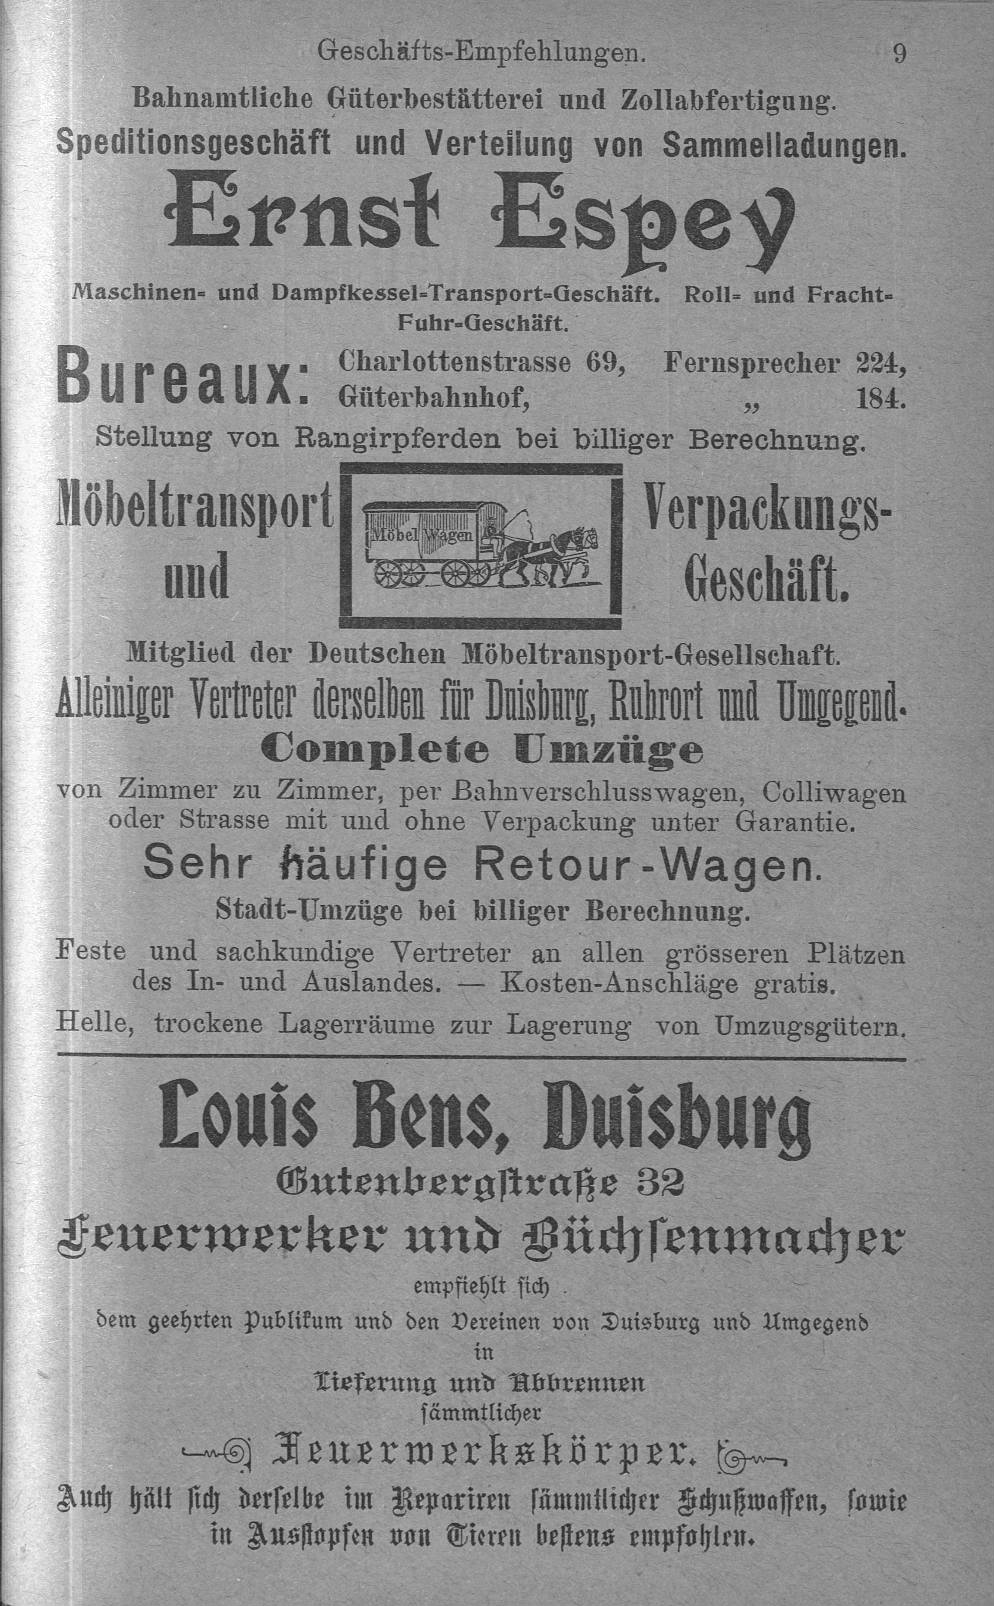 Geschäfts-Empfehlungen. 9
Bahnamtliche Güterbestätterei und Zollabfertigung.
Speditionsgeschäft und Verteilung von Sammelladungen.
Ernst Espey
Maschinen- und Dampfkessel-Transport-Geschäft. Roll- und Fracht-
Fuhr-Geschäft.
Bureaux: Charlottenstrasse 69, Fernsprecher 224,
Güterbahnhof, „ 184.
Stellung von Rangirpferden bei billiger Berechnung.
Möbeltransport
und
Möbel Wagen
Verpackungs-
Geschäft.
Mitglied der Deutschen Möbeltransport-Gesellschaft.
Alleiniger Vertreter derselben für Duisburg, Ruhrort und Umgegend.
Complete Umzüge
von Zimmer zu Zimmer, per Bahnverschlusswagen, Colliwagen
oder Strasse mit und ohne Verpackung unter Garantie.
Sehr häufige Retour-Wagen.
Stadt-Umzüge bei billiger Berechnung.
Feste und sachkundige Vertreter an allen grösseren Plätzen
des In- und Auslandes. — Kosten-Anschläge gratis.
Helle, trockene Lagerräume zur Lagerung von Umzugsgütern.
Louis Bens, Duisburg
Gutenbergstraße 32
Feuerwerker und Büchsenmacher
empfiehlt sich
dem geehrten Publikum und den Vereinen von Duisburg und Umgegend
in
Lieferung und Abbrennen
sämmtlicher
Feuerwerkskörper.
Auch hält sich derselbe im Repariren sämmtlicher Schußwaffen, sowie
in Ausstopfen von Tieren bestens empfohlen.